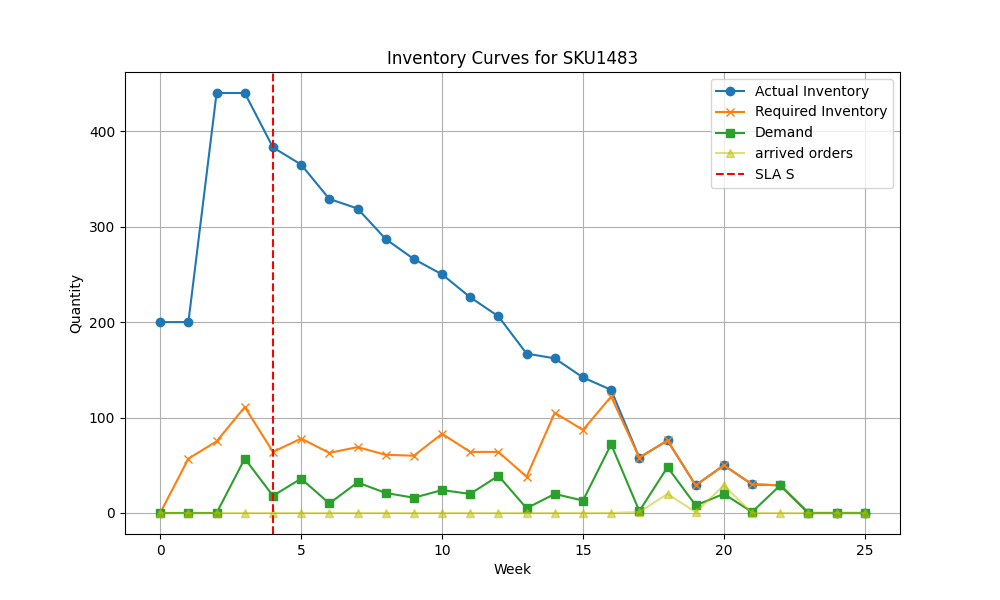 Inventory Curves for SKU1483
Actual Inventory
Required Inventory
Demand
arrived orders
SLA S
Quantity
400
300
200
100
0
0
5
10
15
20
25
Week